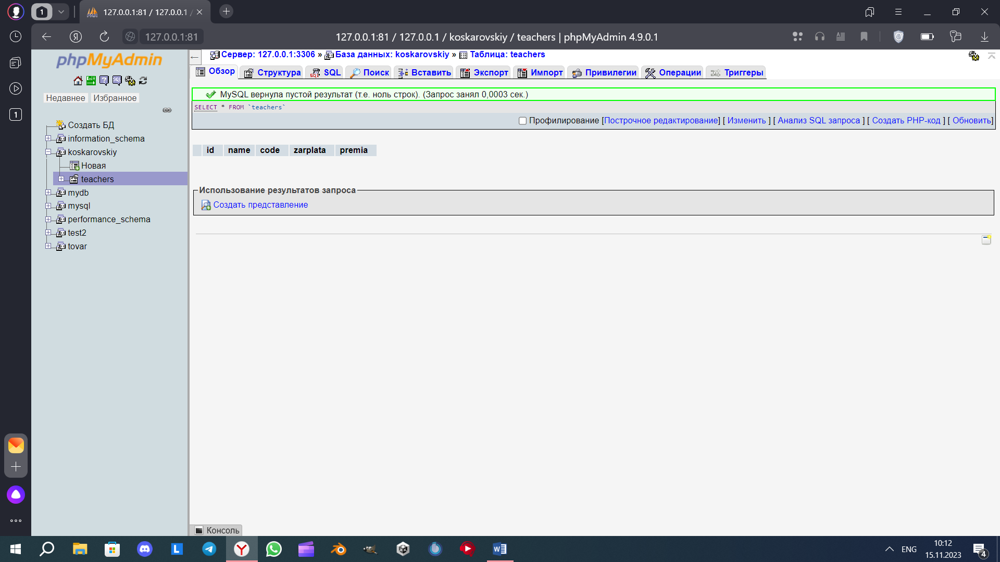 1
127.0.0.1:81 / 127.0.0.1 /
127.0.0.1:81
127.0.0.1:81 / 127.0.0.1 / koskarovskiy / teachers | phpMyAdmin 4.9.0.1
1
phpMyAdmin
Недавнее Избранное
Создать БД
information_schema
koskarovskiy
Новая
teachers
mydb
mysql
performance_schema
test2
tovar
Сервер: 127.0.0.1:3306 » База данных: koskarovskiy » Таблица: teachers
Обзор Структура SQL Поиск Вставить Экспорт Импорт Привилегии Операции Триггеры
MySQL вернула пустой результат (т.е. ноль строк). (Запрос занял 0,0003 сек.)
SELECT * FROM `teachers`
Профилирование [Построчное редактирование] [ Изменить ] [ Анализ SQL запроса ] [ Создать PHP-код ] [ Обновить]
id name code zarplata premia
Использование результатов запроса
Создать представление
Консоль
ENG
10:12
15.11.2023
4